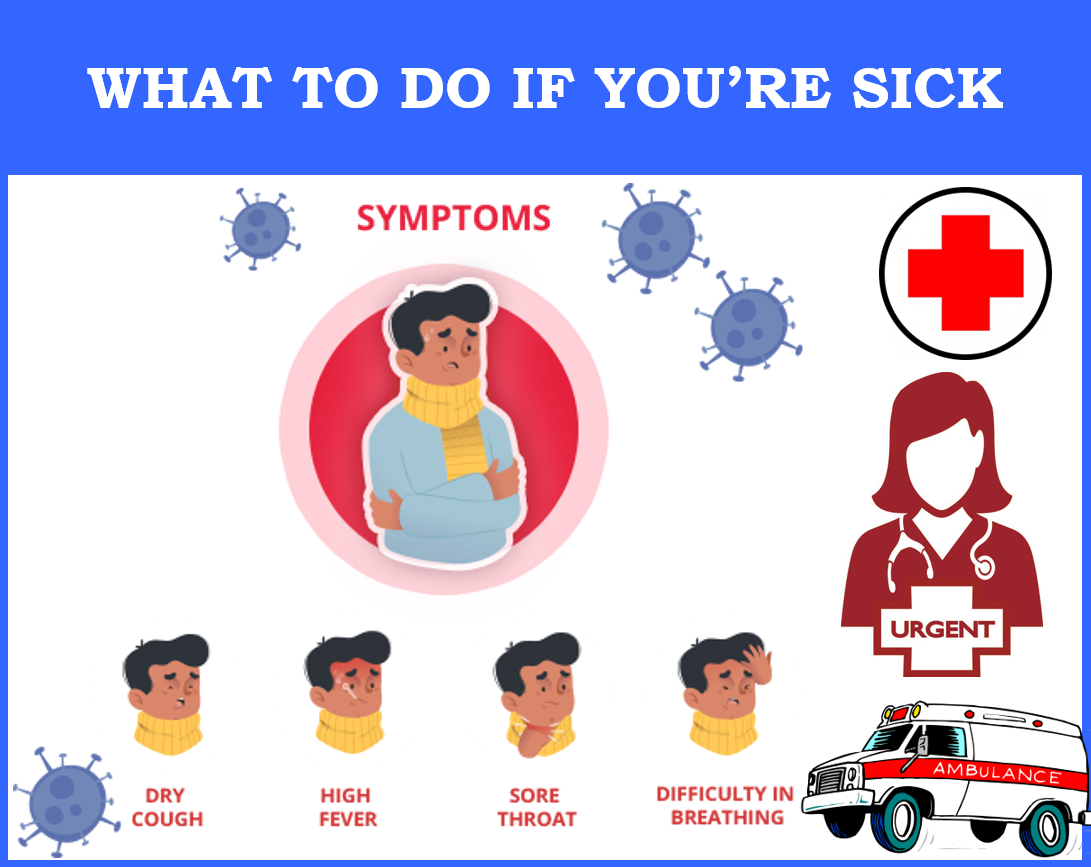 WHAT TO DO IF YOU’RE SICK
SYMPTOMS
URGENT
AMBULANCE
DRY
COUGH
HIGH
FEVER
SORE
THROAT
DIFFICULTY IN
BREATHING